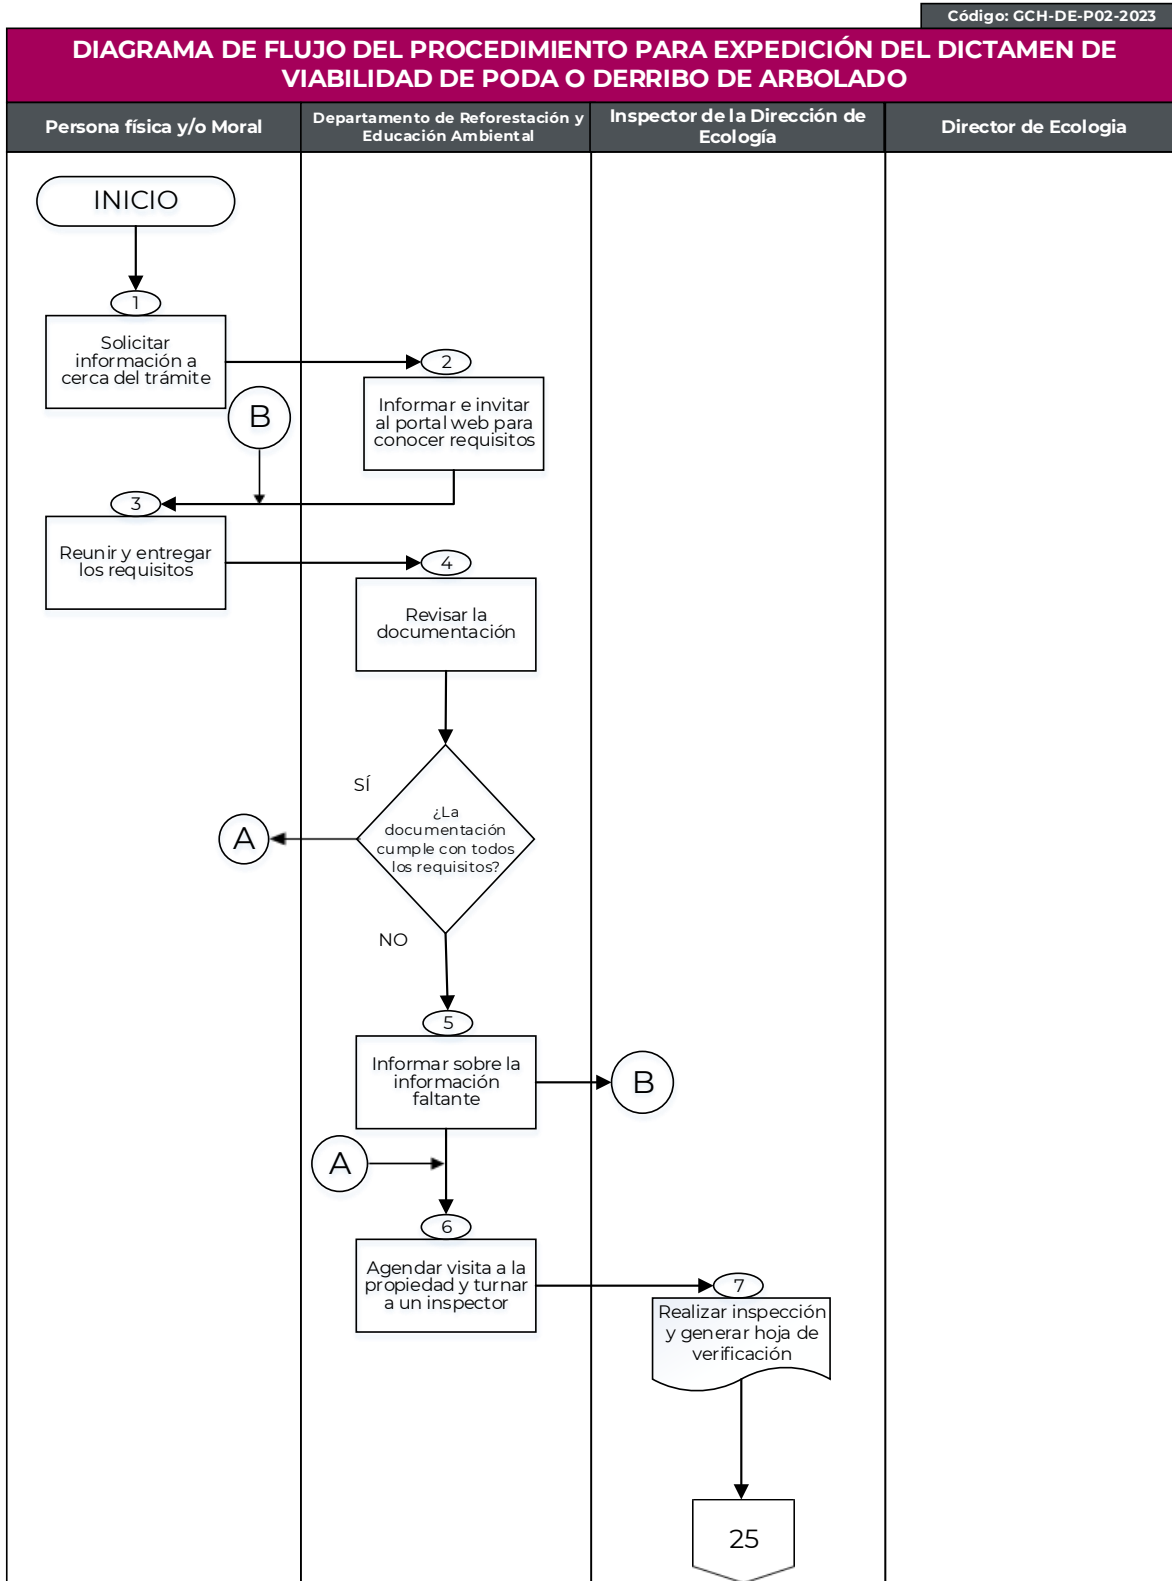 Código: GCH-DE-P02-2023
DIAGRAMA DE FLUJO DEL PROCEDIMIENTO PARA EXPEDICIÓN DEL DICTAMEN DE
VIABILIDAD DE PODA O DERRIBO DE ARBOLADO
Persona física y/o Moral
Departamento de Reforestación y
Educación Ambiental
Inspector de la Dirección de
Ecología
Director de Ecologia
INICIO
1
Solicitar
información a
cerca del trámite
2
Informar e invitar
al portal web para
conocer requisitos
B
3
Reunir y entregar
los requisitos
4
Revisar la
documentación
SÍ
¿La
documentación
cumple con todos
los requisitos?
A
NO
5
Informar sobre la
información
faltante
B
A
6
Agendar visita a la
propiedad y turnar
a un inspector
7
Realizar inspección
y generar hoja de
verificación
25